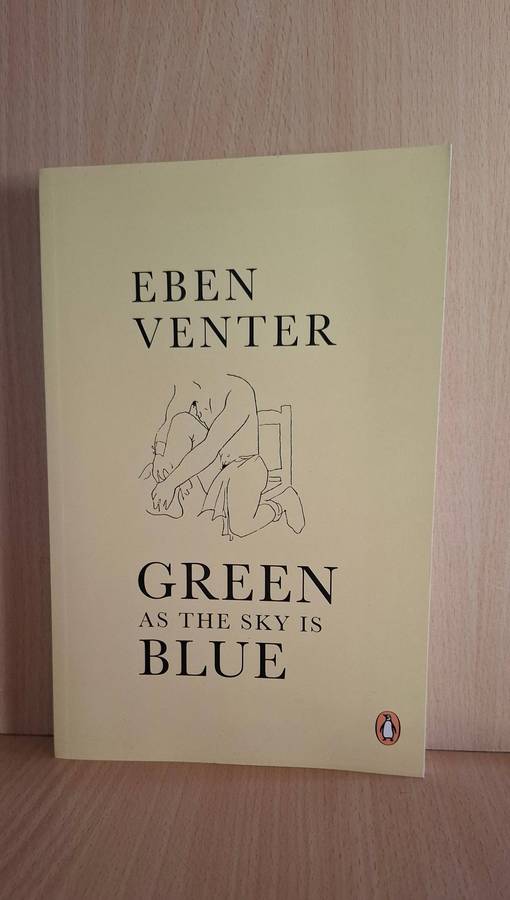 EBEN
VENTER
GREEN
AS THE SKY IS
BLUE